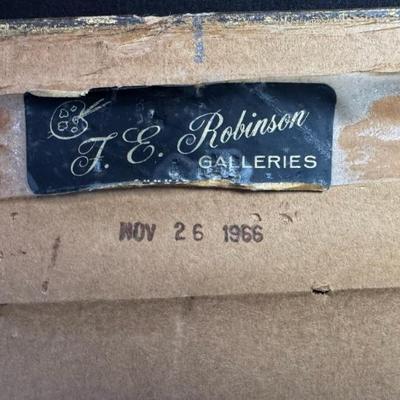 F. E. Robinson
GALLERIES
NOV 26 1966